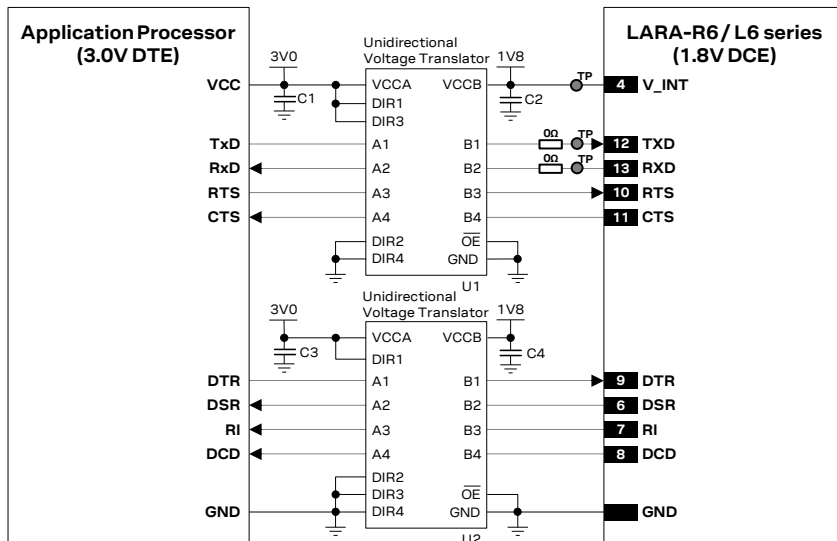 Application Processor
(3.0V DTE)
LARA-R6 / L6 series
(1.8V DCE)
Unidirectional
Voltage Translator
3V0
1V8
VCC
C1
VCCA
VCCB
C2
TP
4
V_INT
DIR1
DIR3
0Ω
TP
TxD
A1
B1
12
TXD
0Ω
TP
RxD
A2
B2
13
RXD
RTS
A3
B3
10
RTS
CTS
A4
B4
11
CTS
DIR2
OE
DIR4
GND
U1
Unidirectional
Voltage Translator
3V0
1V8
VCCA
VCCB
C3
C4
DIR1
DTR
A1
B1
9
DTR
DSR
A2
B2
6
DSR
RI
A3
B3
7
RI
DCD
A4
B4
8
DCD
DIR2
DIR3
OE
GND
DIR4
GND
GND
U2